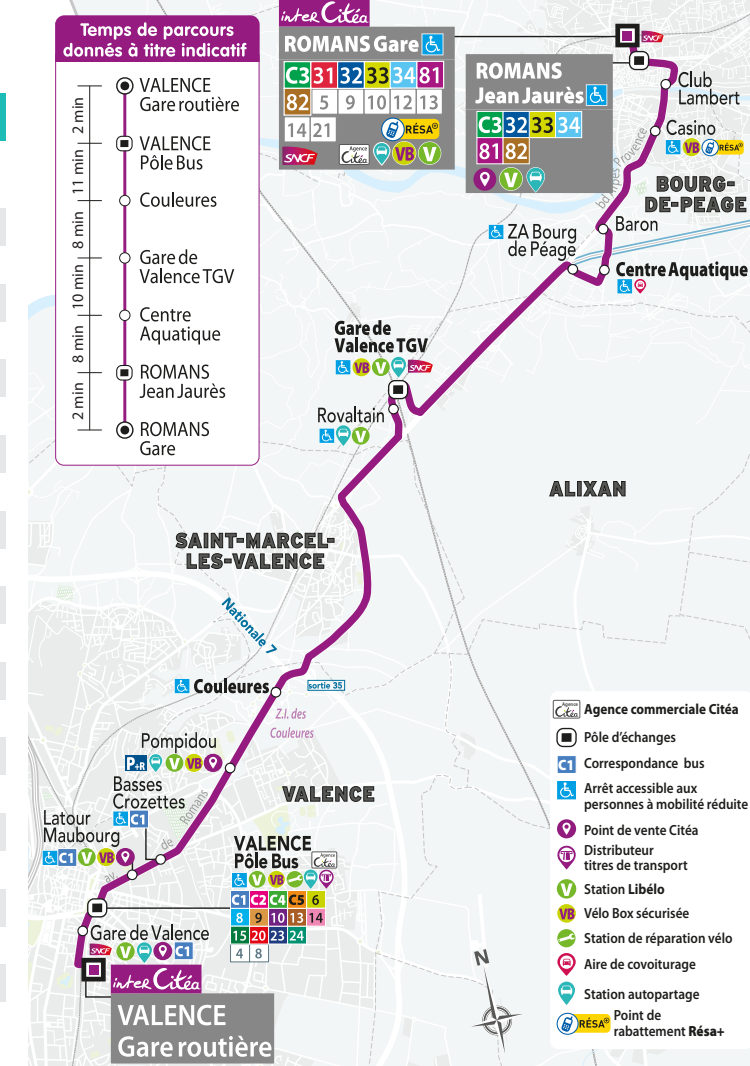 Temps de parcours
donnés à titre indicatif
VALENCE
Gare routière
2 min
VALENCE
Pôle Bus
11 min
Couleures
8 min
Gare de
Valence TGV
10 min
Centre
Aquatique
8 min
ROMANS
Jean Jaurès
2 min
ROMANS
Gare
inter Citéa
ROMANS Gare
C3 31 32 33 34 81
82 5 9 10 12 13
14 21 RÉSA®
SNCF Agence Citéa VB V
SNCF
ROMANS
Jean Jaurès
C3 32 33 34
81 82
V
Club
Lambert
Casino
VB RÉSA®
bd Alpes Provence
BOURG-
DE-PEAGE
Baron
ZA Bourg
de Péage
Centre Aquatique
Gare de
Valence TGV
VB V SNCF
Rovaltain
V
ALIXAN
SAINT-MARCEL-
LES-VALENCE
Nationale 7
Couleures
sortie 35
Z.I. des
Couleures
Pompidou
P+R V VB
Basses
Crozettes
C1
Latour
Maubourg
C1 V VB
av. de Romans
VALENCE
VALENCE
Pôle Bus
Agence Citéa
V VB
C1 C2 C4 C5 6
8 9 10 13 14
15 20 23 24
4 8
Gare de Valence
SNCF V C1
inter Citéa
VALENCE
Gare routière
N
Agence Citéa Agence commerciale Citéa
Pôle d'échanges
C1 Correspondance bus
Arrêt accessible aux
personnes à mobilité réduite
Point de vente Citéa
Distributeur
titres de transport
V Station Libélo
VB Vélo Box sécurisée
Station de réparation vélo
Aire de covoiturage
Station autopartage
RÉSA® Point de
rabattement Résa+